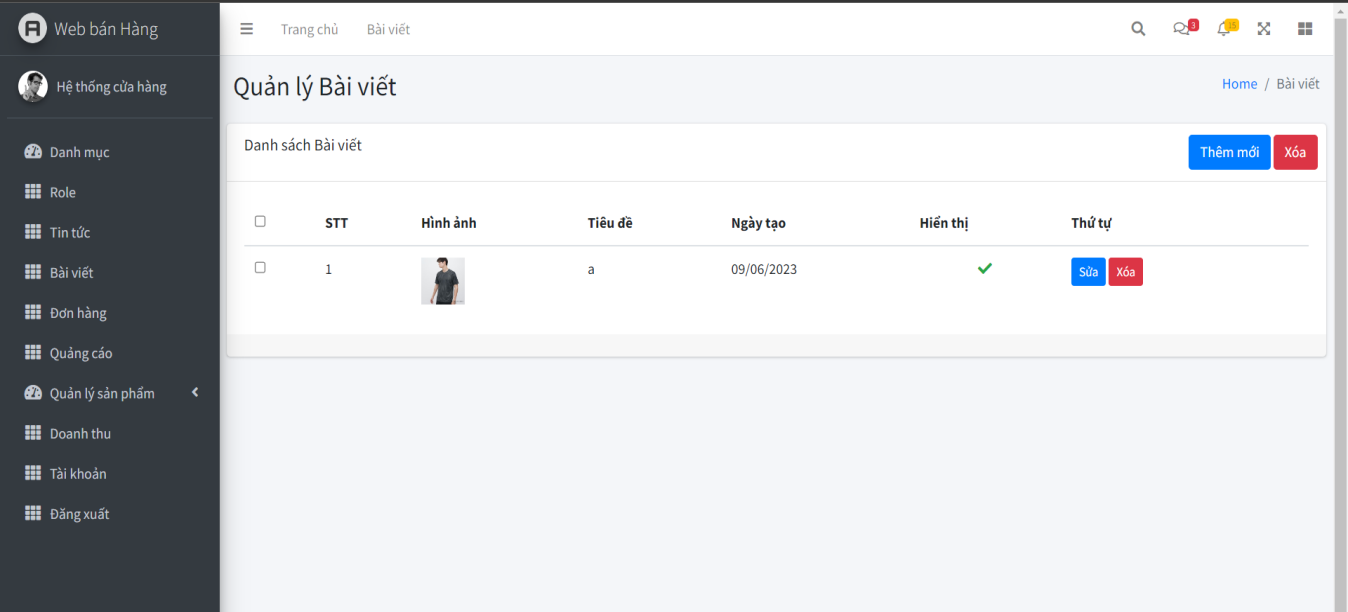 Web bán Hàng
Trang chủ Bài viết 3 15
Hệ thống cửa hàng
Quản lý Bài viết
Home / Bài viết
Danh mục
Role
Tin tức
Bài viết
Đơn hàng
Quảng cáo
Quản lý sản phẩm
Doanh thu
Tài khoản
Đăng xuất
Danh sách Bài viết
Thêm mới Xóa
STT Hình ảnh Tiêu đề Ngày tạo Hiển thị Thứ tự
1 a 09/06/2023 Sửa Xóa